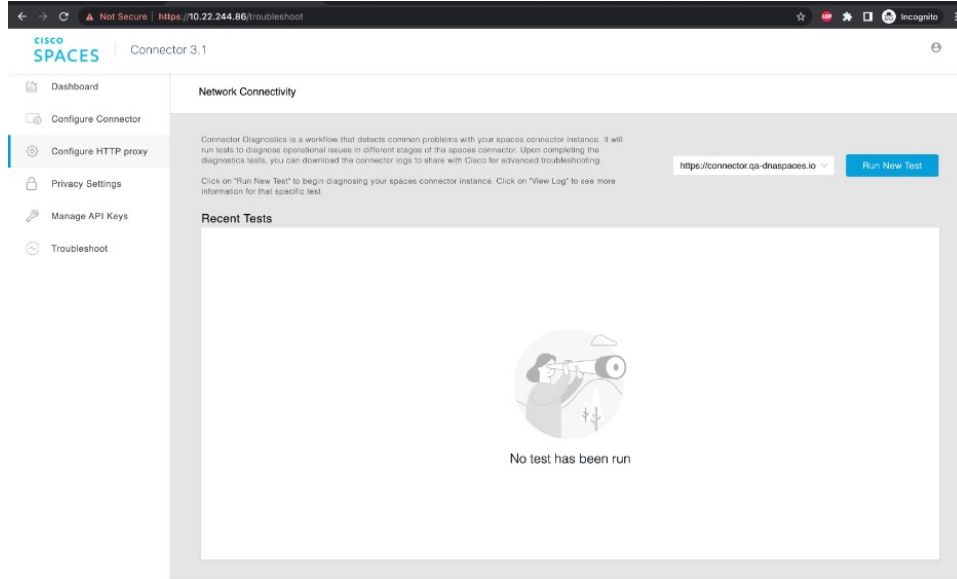 Not Secure | https://10.22.244.86/troubleshoot
Incognito
CISCO
SPACES
Connector 3.1
Dashboard
Configure Connector
Configure HTTP proxy
Privacy Settings
Manage API Keys
Troubleshoot
Network Connectivity
Connector Diagnostics is a workflow that detects common problems with your spaces connector instance. It will
run tests to diagnose operational issues in different stages of the spaces connector. Upon completing the
diagnostics tests, you can download the connector logs to share with Cisco for advanced troubleshooting.
Click on "Run New Test" to begin diagnosing your spaces connector instance. Click on "View Log" to see more
information for that specific test.
https://connector.qa-dnaspaces.io
Run New Test
Recent Tests
No test has been run